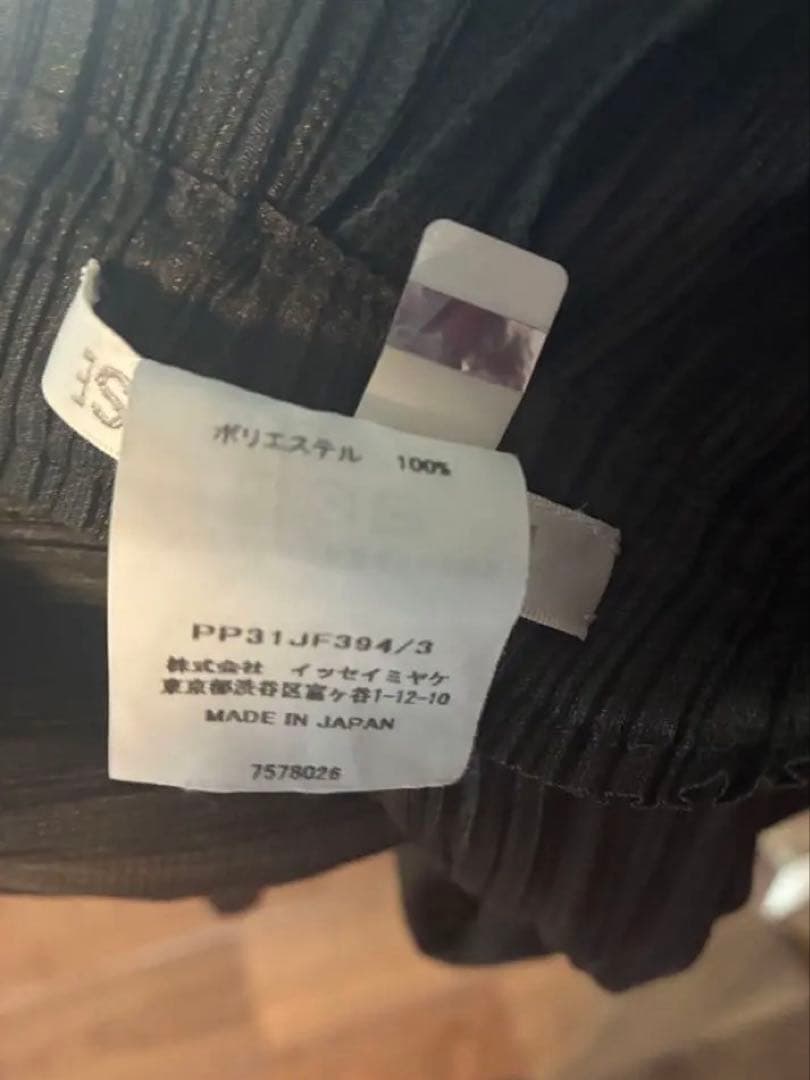 ポリエステル 100%
PP31JF394/3
株式会社 イッセイミヤケ
東京都渋谷区富ヶ谷1-12-10
MADE IN JAPAN
7578026